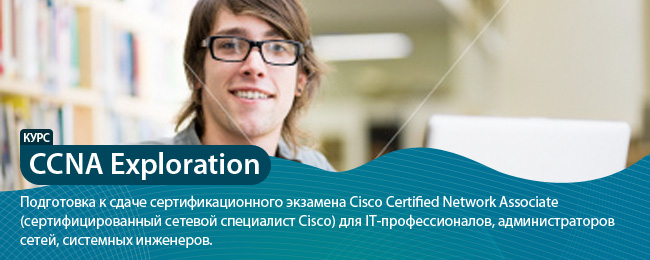 КУРС
CCNA Exploration
Подготовка к сдаче сертификационного экзамена Cisco Certified Network Associate
(сертифицированный сетевой специалист Cisco) для IT-профессионалов, администраторов
сетей, системных инженеров.